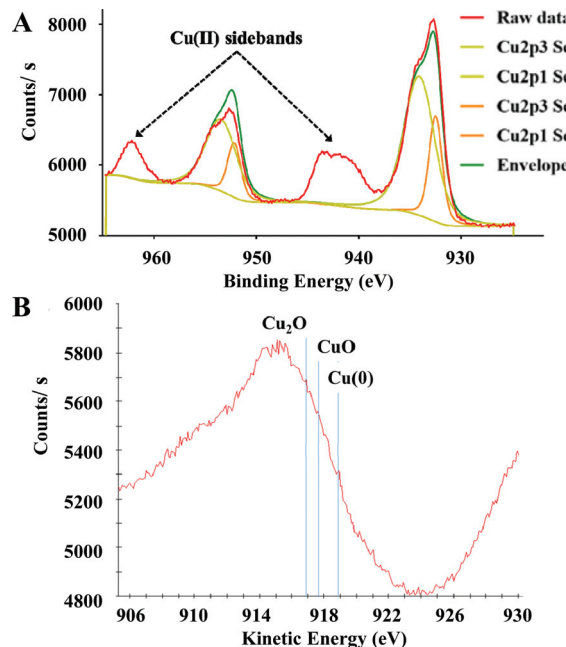 A
Cu(II) sidebands
Raw data
Cu2p3 Sc
Cu2p1 Sc
Cu2p3 Sc
Cu2p1 Sc
Envelope
8000
7000
6000
5000
Counts/ s
960 950 940 930
Binding Energy (eV)
B
6000
5800
5600
5400
5200
5000
4800
Counts/ s
Cu₂O
CuO
Cu(0)
906 910 914 918 922 926 930
Kinetic Energy (eV)